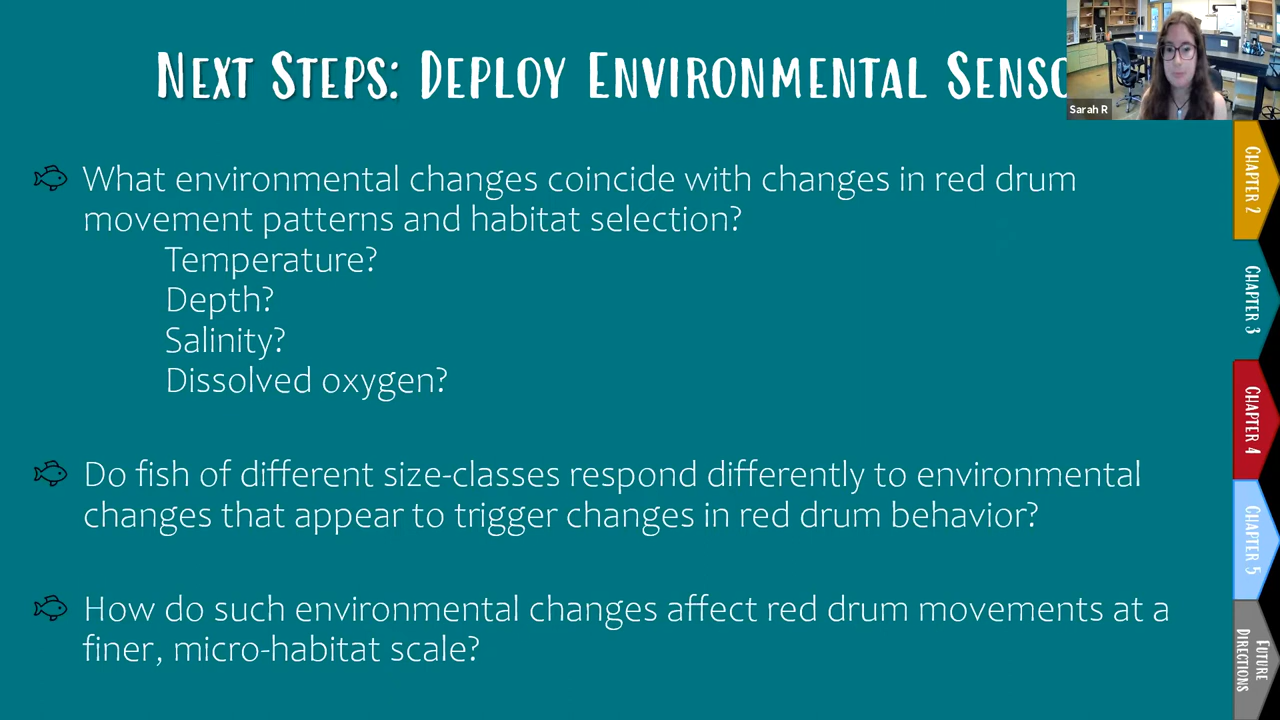 NEXT STEPS: DEPLOY ENVIRONMENTAL SENSO
Sarah R
What environmental changes coincide with changes in red drum
movement patterns and habitat selection?
Temperature?
Depth?
Salinity?
Dissolved oxygen?
Do fish of different size-classes respond differently to environmental
changes that appear to trigger changes in red drum behavior?
How do such environmental changes affect red drum movements at a
finer, micro-habitat scale?
CHAPTER 2
CHAPTER 3
CHAPTER 4
CHAPTER 5
FUTURE
DIRECTIONS